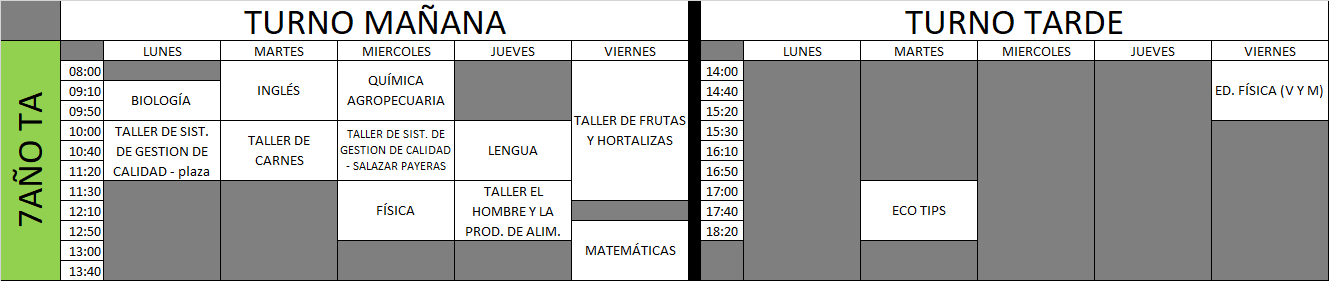 TURNO MAÑANA
TURNO TARDE
7AÑO TA
LUNES MARTES MIERCOLES JUEVES VIERNES
LUNES MARTES MIERCOLES JUEVES VIERNES
08:00
09:10
09:50
10:00
10:40
11:20
11:30
12:10
12:50
13:00
13:40
BIOLOGÍA
TALLER DE SIST.
DE GESTION DE
CALIDAD - plaza
INGLÉS
TALLER DE
CARNES
QUÍMICA
AGROPECUARIA
TALLER DE SIST. DE
GESTION DE CALIDAD
- SALAZAR PAYERAS
FÍSICA
LENGUA
TALLER EL
HOMBRE Y LA
PROD. DE ALIM.
TALLER DE FRUTAS
Y HORTALIZAS
MATEMÁTICAS
14:00
14:40
15:20
15:30
16:10
16:50
17:00
17:40
18:20
ECO TIPS
ED. FÍSICA (V Y M)